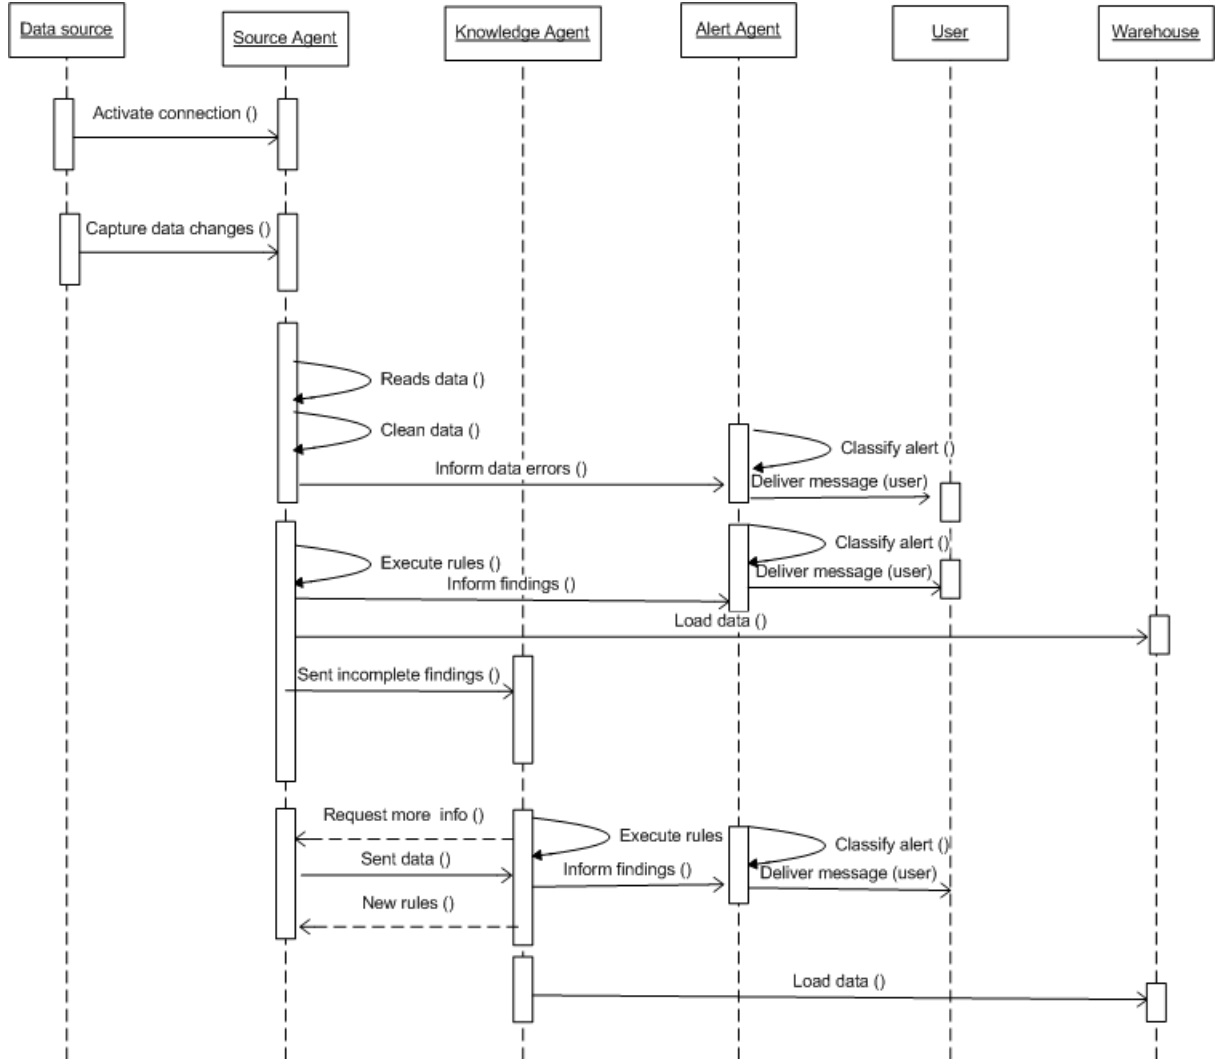 Data source
Source Agent
Knowledge Agent
Alert Agent
User
Warehouse
Activate connection ()
Capture data changes ()
Reads data ()
Clean data ()
Classify alert ()
Inform data errors ()
Deliver message (user)
Classify alert ()
Execute rules ()
Deliver message (user)
Inform findings ()
Load data ()
Sent incomplete findings ()
Request more info ()
Execute rules
Classify alert ()
Sent data ()
Inform findings ()
Deliver message (user)
New rules ()
Load data ()